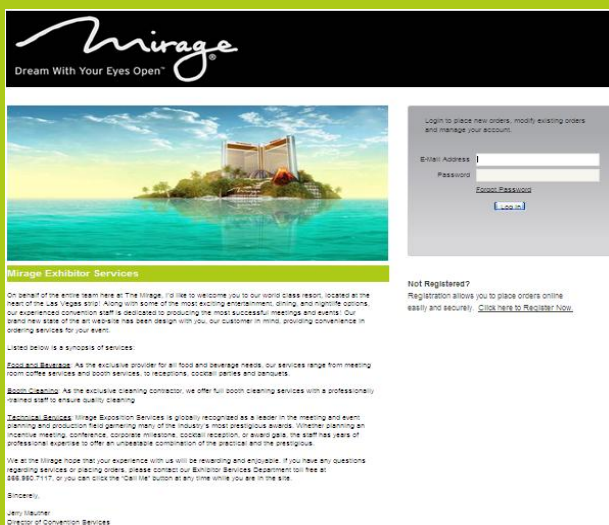 Mirage®
Dream With Your Eyes Open™
Login to place new orders, modify existing orders
and manage your account.
E-Mail Address
Password
Forgot Password
Log In
Mirage Exhibitor Services
On behalf of the entire team here at The Mirage, I'd like to welcome you to our world class resort, located at the
heart of the Las Vegas strip! Along with some of the most exciting entertainment, dining, and nightlife options,
our experienced convention staff is dedicated to producing the most successful meetings and events! Our
brand new state of the art web-site has been design with you, our customer in mind, providing convenience in
ordering services for your event.
Listed below is a synopsis of services:
Food and Beverage: As the exclusive provider for all food and beverage needs, our services range from meeting
room coffee services and booth services, to receptions, cocktail parties and banquets.
Booth Cleaning: As the exclusive cleaning contractor, we offer full booth cleaning services with a professionally
-trained staff to ensure quality cleaning
Technical Services: Mirage Exposition Services is globally recognized as a leader in the meeting and event
planning and production field garnering many of the industry's most prestigious awards. Whether planning an
incentive meeting, conference, corporate milestone, cocktail reception, or award gala, the staff has years of
professional expertise to offer an unbeatable combination of the practical and the prestigious.
We at the Mirage hope that your experience with us will be rewarding and enjoyable. If you have any questions
regarding services or placing orders, please contact our Exhibitor Services Department toll free at
866.980.7117, or you can click the "Call Me" button at any time while you are in the site.
Sincerely,
Jerry Mauther
Director of Convention Services
Not Registered?
Registration allows you to place orders online
easily and securely. Click here to Register Now.